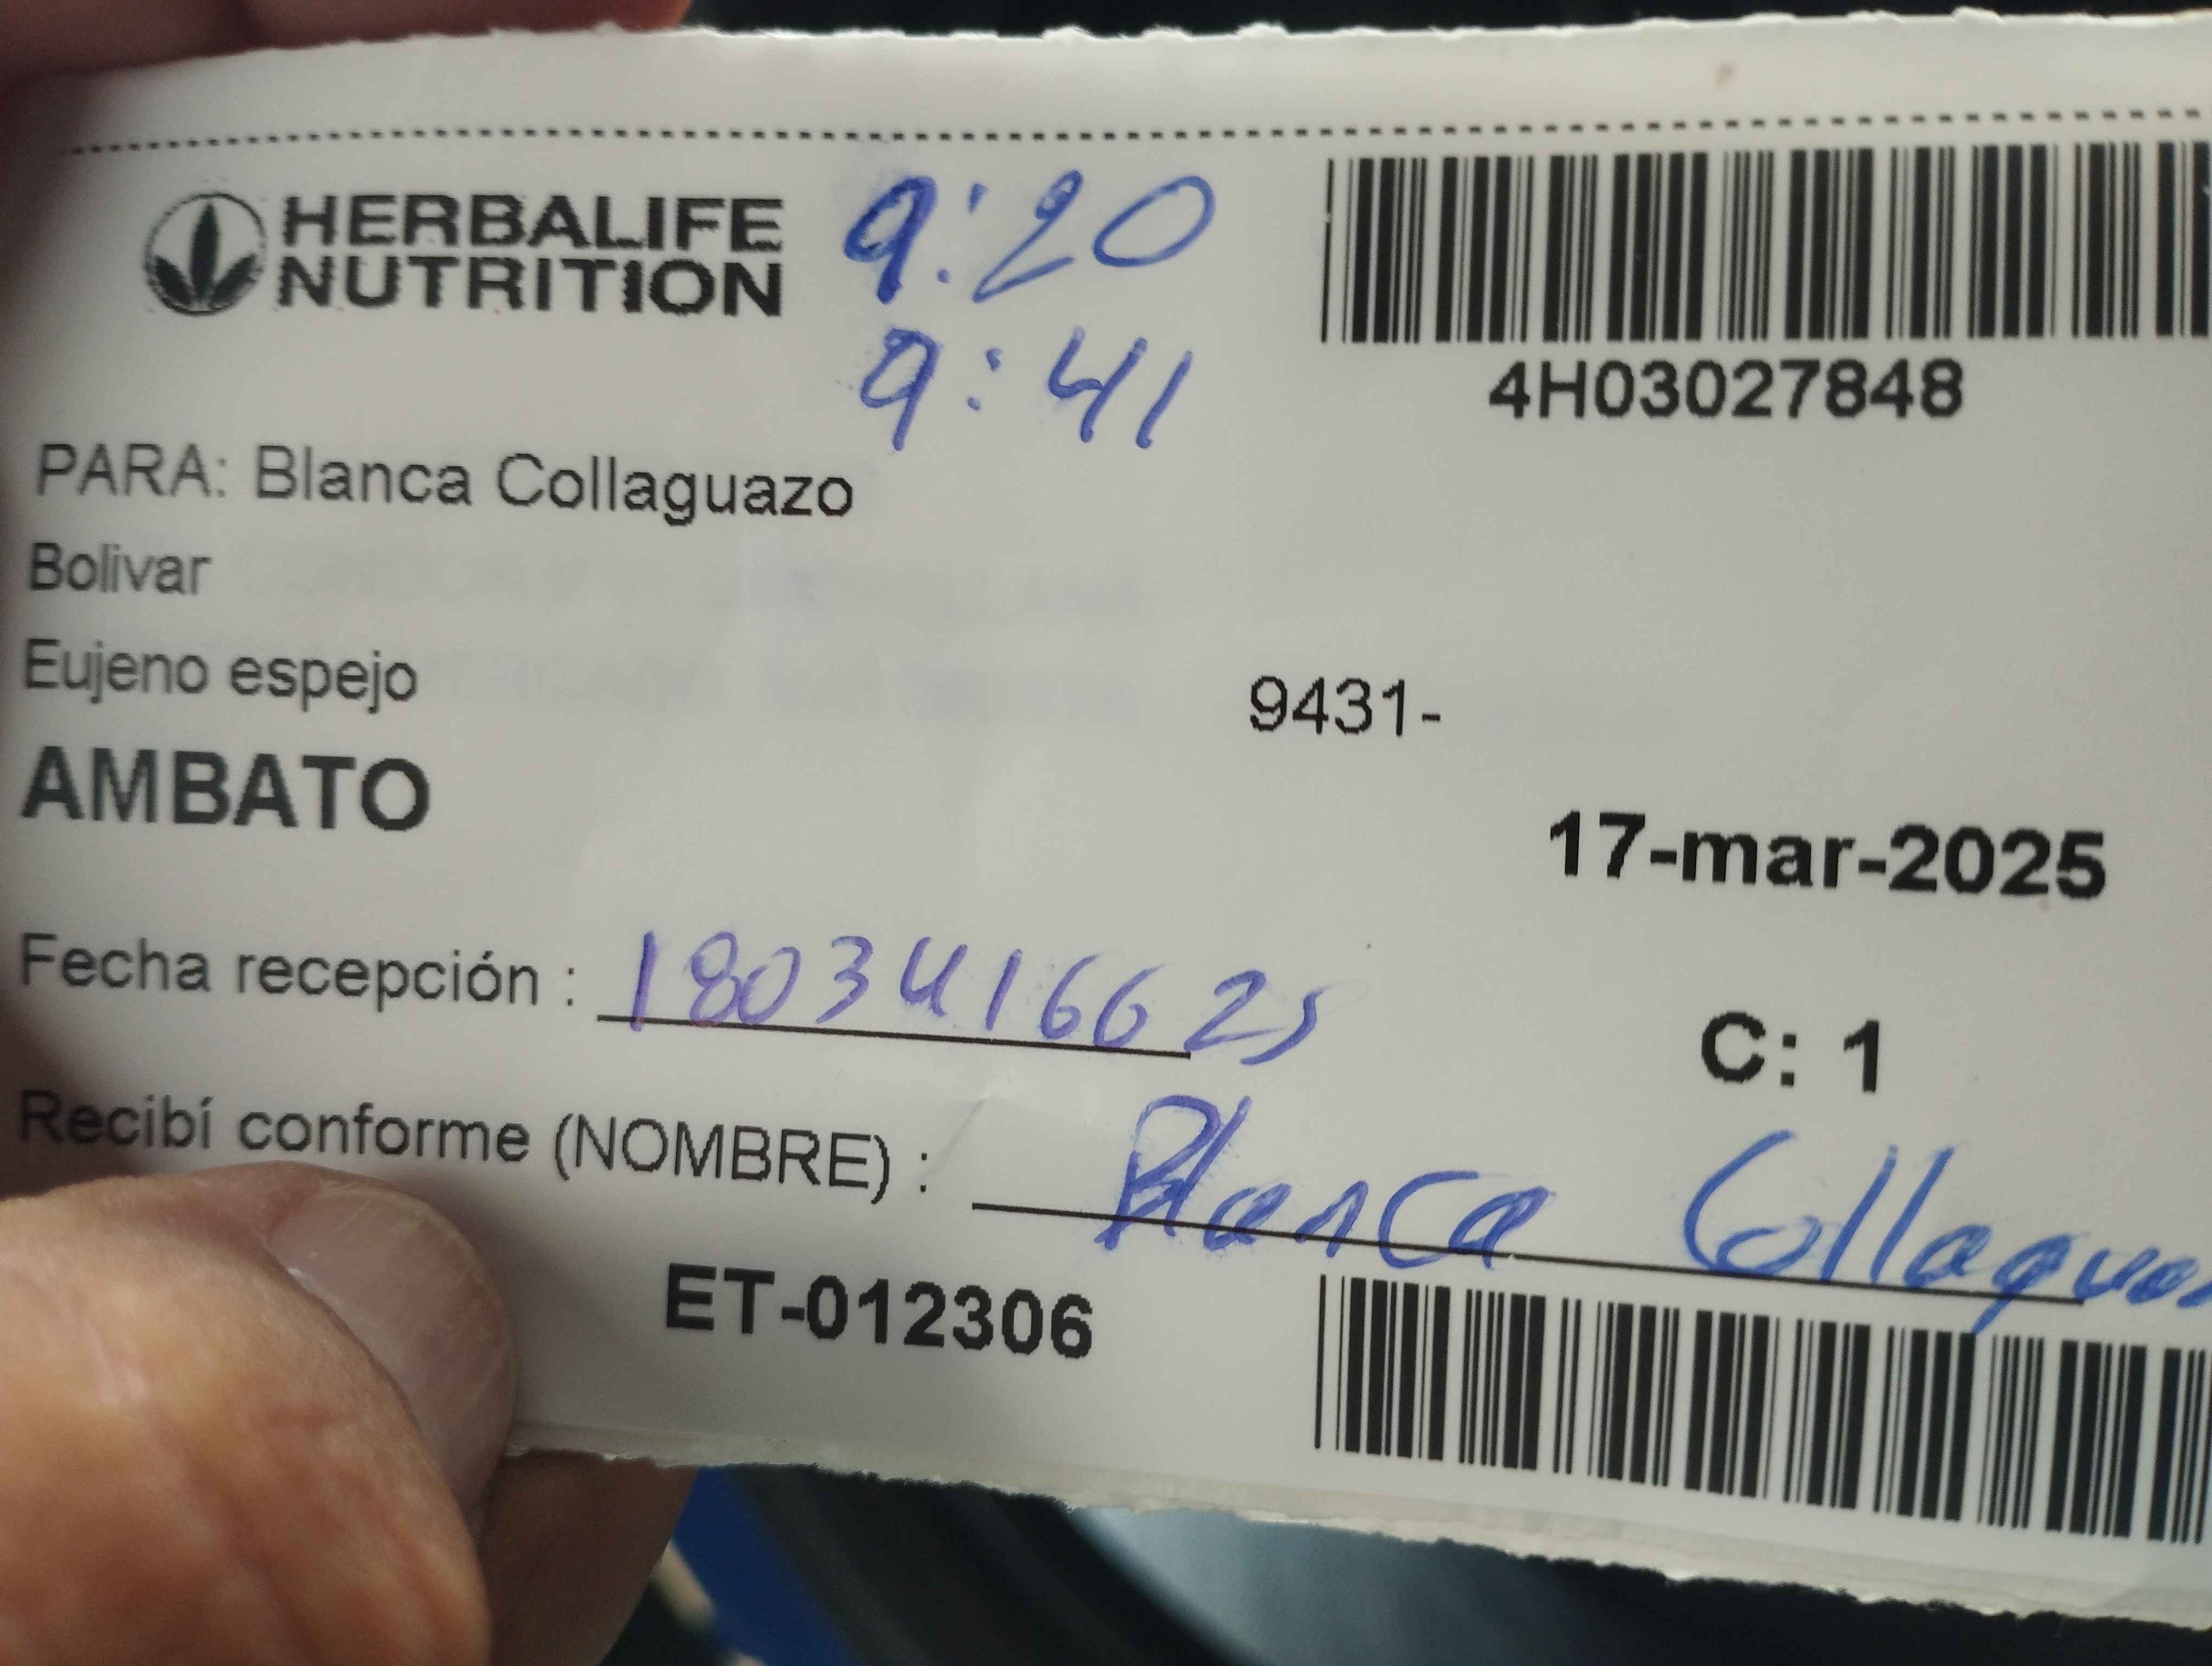 HERBALIFE
NUTRITION
9:20
9:41
4H03027848
PARA: Blanca Collaguazo
Bolivar
Eujeno espejo
9431-
AMBATO
17-mar-2025
Fecha recepción : 1803416625
C: 1
Recibí conforme (NOMBRE) : Blanca
ET-012306